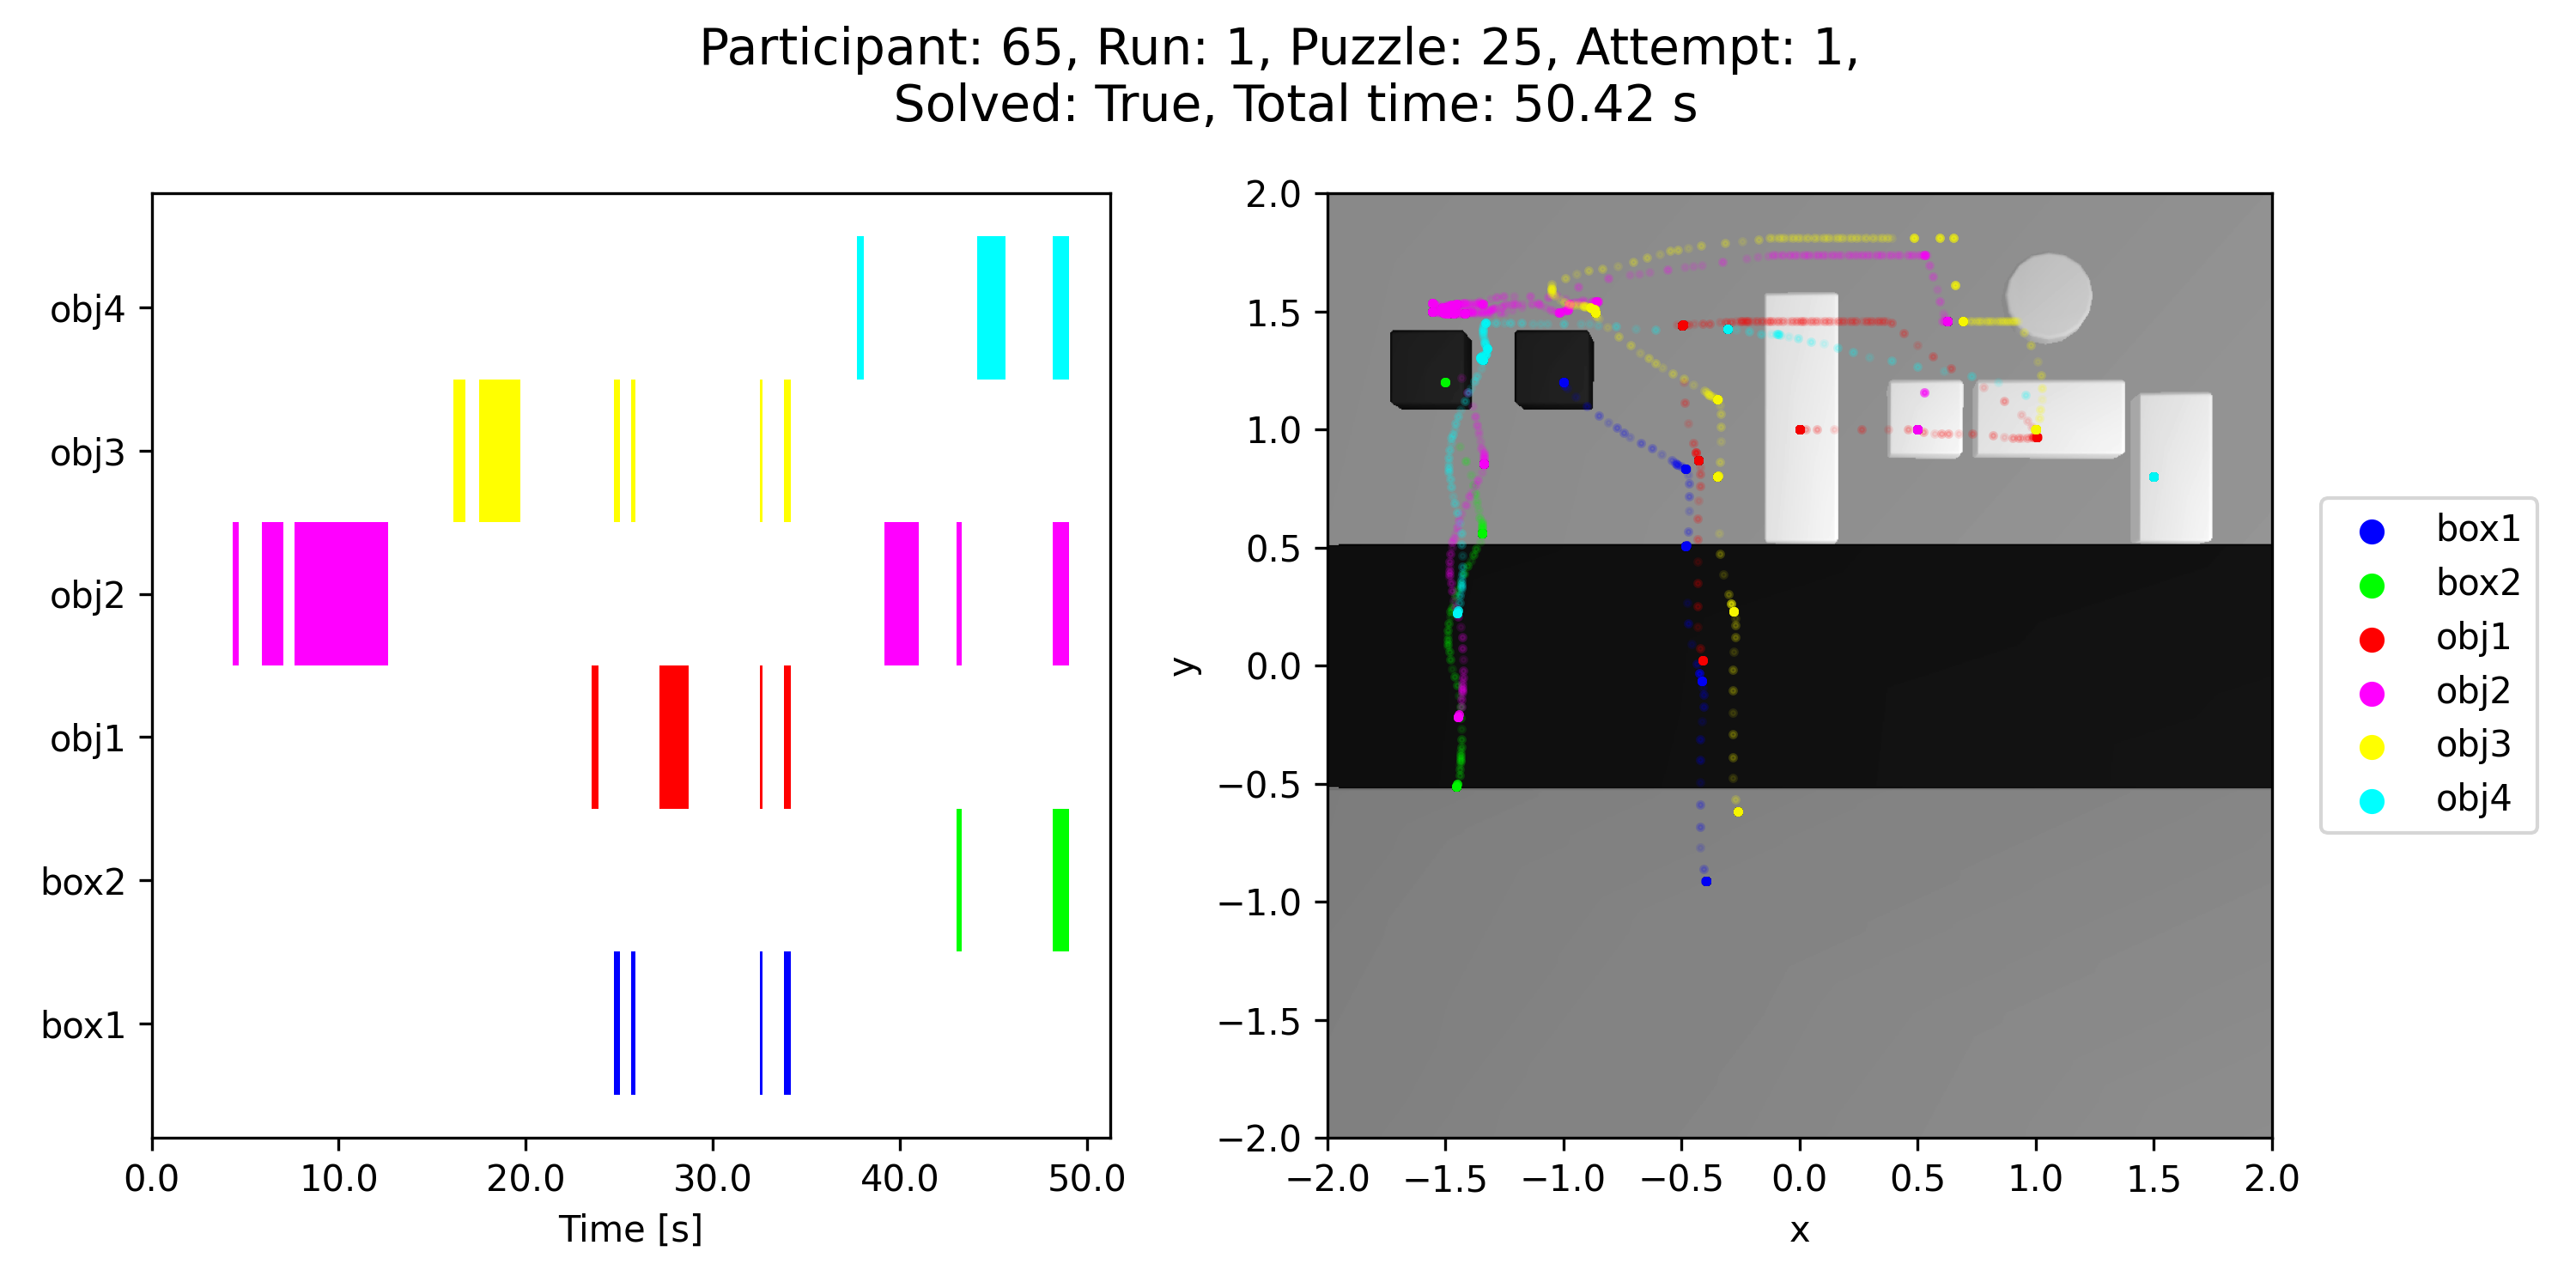 Participant: 65, Run: 1, Puzzle: 25, Attempt: 1,
Solved: True, Total time: 50.42 s
obj4
obj3
obj2
obj1
box2
box1
0.0 10.0 20.0 30.0 40.0 50.0
Time [s]
2.0
1.5
1.0
0.5
0.0
−0.5
−1.0
−1.5
−2.0
y
−2.0 −1.5 −1.0 −0.5 0.0 0.5 1.0 1.5 2.0
x
box1
box2
obj1
obj2
obj3
obj4